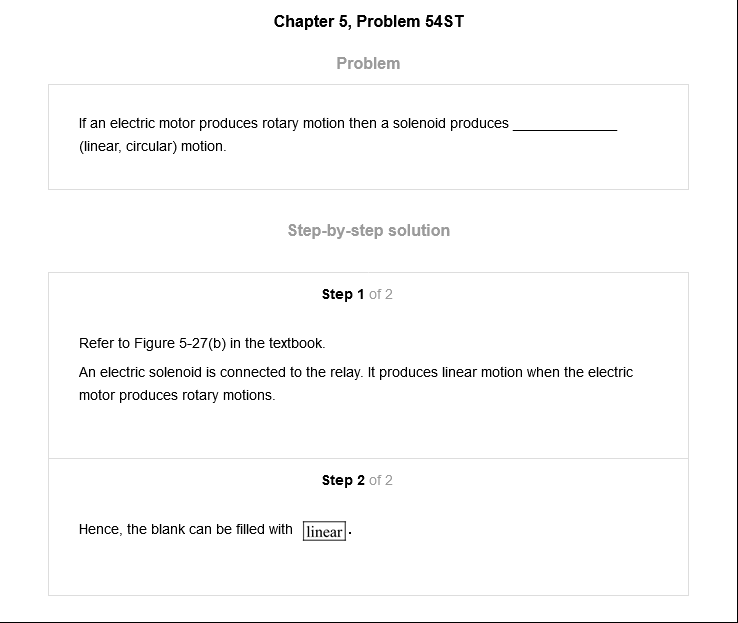 Chapter 5, Problem 54ST
Problem
If an electric motor produces rotary motion then a solenoid produces ______________
(linear, circular) motion.
Step-by-step solution
Step 1 of 2
Refer to Figure 5-27(b) in the textbook.
An electric solenoid is connected to the relay. It produces linear motion when the electric
motor produces rotary motions.
Step 2 of 2
Hence, the blank can be filled with linear.